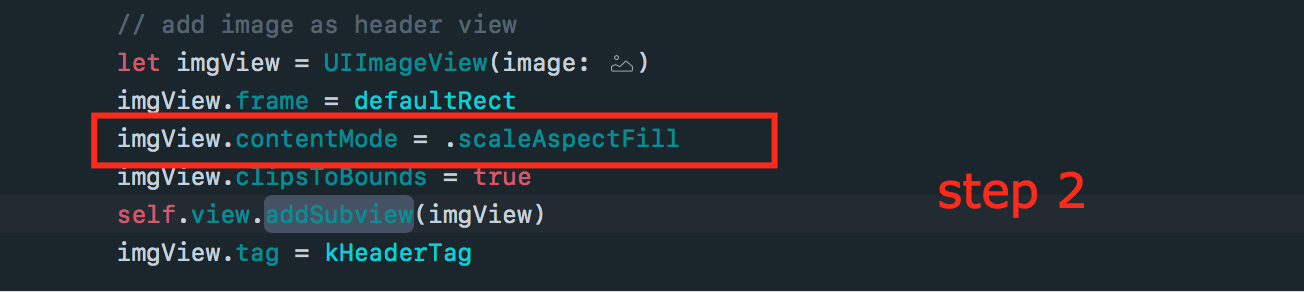 // add image as header view
let imgView = UIImageView(image: )
imgView.frame = defaultRect
imgView.contentMode = .scaleAspectFill
imgView.clipsToBounds = true
self.view.addSubview(imgView)
imgView.tag = kHeaderTag
step 2